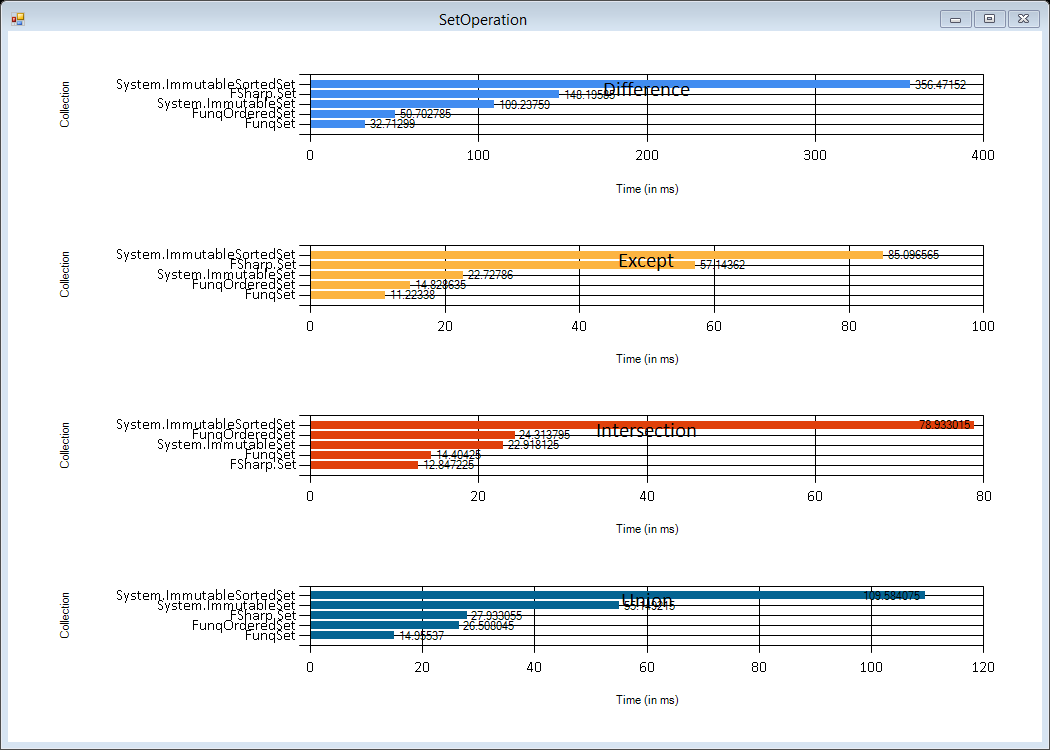 SetOperation
Difference
Collection
System.ImmutableSortedSet 356.47152
FSharp.Set 148.19585
System.ImmutableSet 109.23759
FunqOrderedSet 50.702785
FunqSet 32.71299
0 100 200 300 400
Time (in ms)
Except
Collection
System.ImmutableSortedSet 85.096565
FSharp.Set 57.14362
System.ImmutableSet 22.72786
FunqOrderedSet 14.828635
FunqSet 11.22338
0 20 40 60 80 100
Time (in ms)
Intersection
Collection
System.ImmutableSortedSet 78.933015
FunqOrderedSet 24.313795
System.ImmutableSet 22.918125
FunqSet 14.40425
FSharp.Set 12.847225
0 20 40 60 80
Time (in ms)
Union
Collection
System.ImmutableSortedSet 109.584075
System.ImmutableSet
FSharp.Set 27.933055
FunqOrderedSet 26.508045
FunqSet 14.95537
0 20 40 60 80 100 120
Time (in ms)